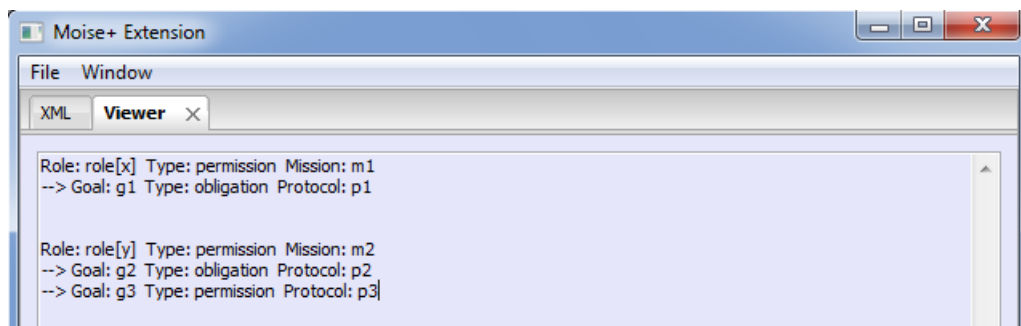 Moise+ Extension
File Window
XML Viewer
Role: role[x] Type: permission Mission: m1
--> Goal: g1 Type: obligation Protocol: p1
Role: role[y] Type: permission Mission: m2
--> Goal: g2 Type: obligation Protocol: p2
--> Goal: g3 Type: permission Protocol: p3